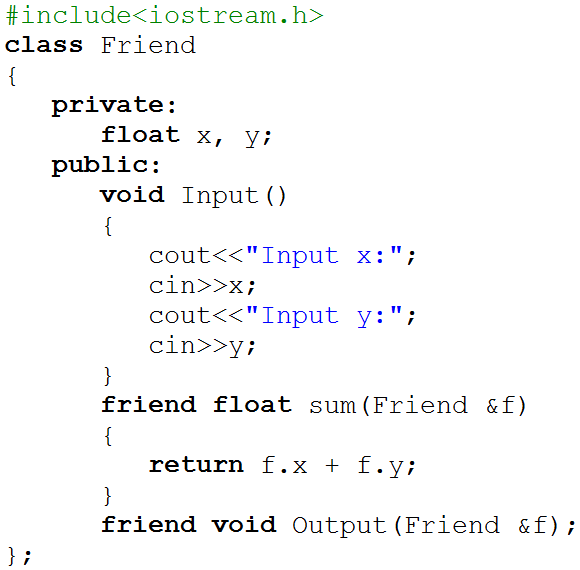 #include<iostream.h>
class Friend
{
   private:
      float x, y;
   public:
      void Input()
      {
         cout<<"Input x:";
         cin>>x;
         cout<<"Input y:";
         cin>>y;
      }
      friend float sum(Friend &f)
      {
         return f.x + f.y;
      }
      friend void Output(Friend &f);
};